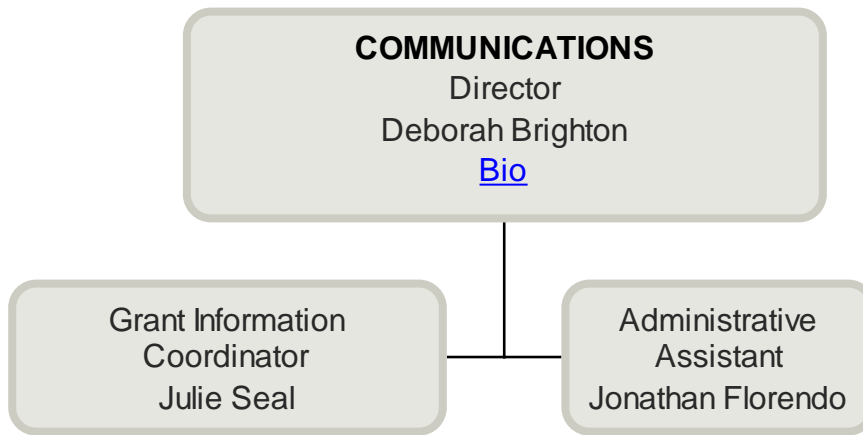 COMMUNICATIONS
Director
Deborah Brighton
Bio
Grant Information
Coordinator
Julie Seal
Administrative
Assistant
Jonathan Florendo